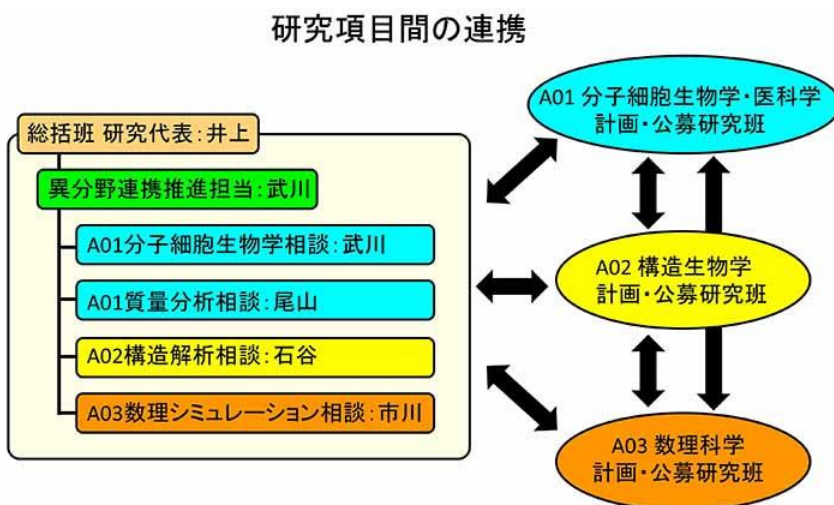 研究項目間の連携
総括班 研究代表：井上
異分野連携推進担当：武川
A01分子細胞生物学相談：武川
A01質量分析相談：尾山
A02構造解析相談：石谷
A03数理シミュレーション相談：市川
A01 分子細胞生物学・医科学
計画・公募研究班
A02 構造生物学
計画・公募研究班
A03 数理科学
計画・公募研究班